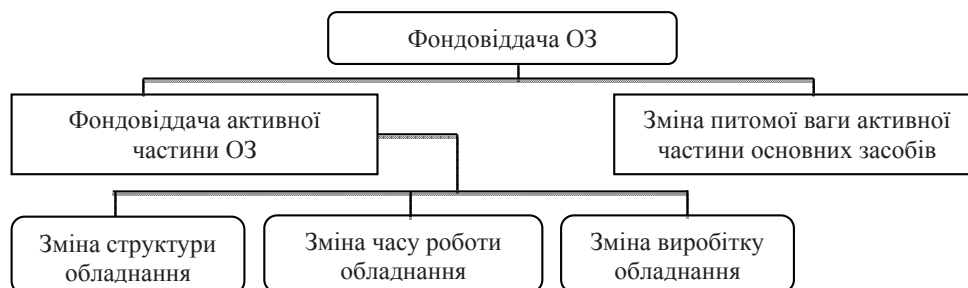 Фондовіддача ОЗ
Фондовіддача активної
частини ОЗ
Зміна питомої ваги активної
частини основних засобів
Зміна структури
обладнання
Зміна часу роботи
обладнання
Зміна виробітку
обладнання